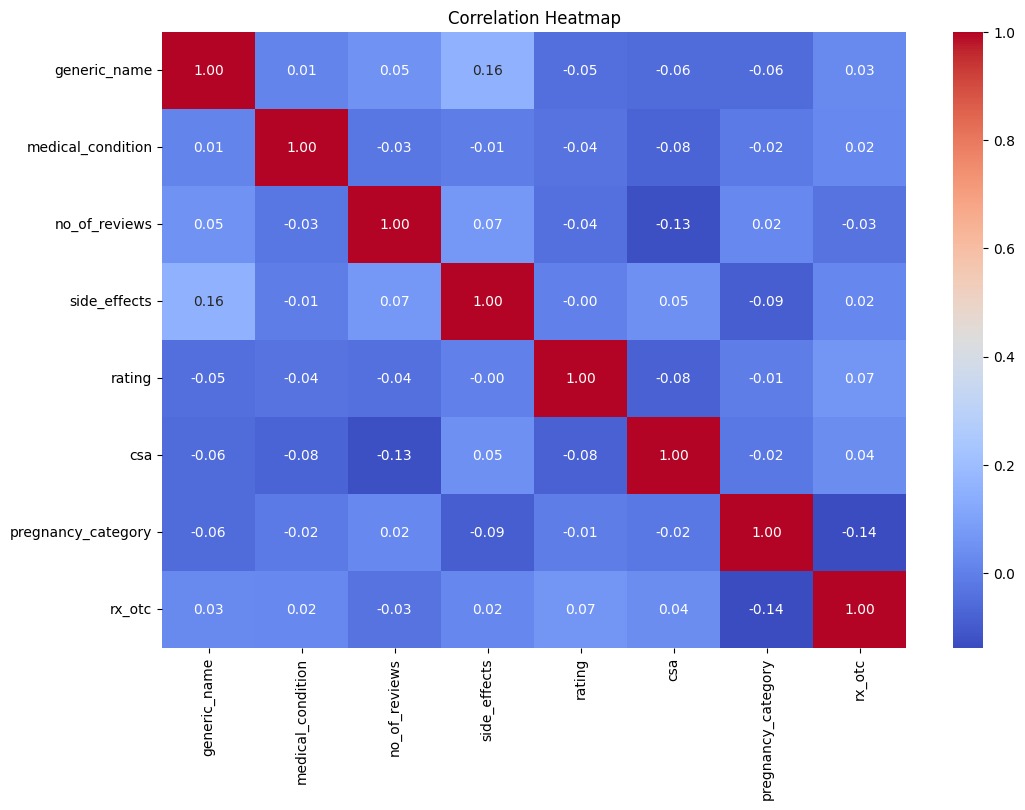 Correlation Heatmap
generic_name 1.00 0.01 0.05 0.16 -0.05 -0.06 -0.06 0.03
medical_condition 0.01 1.00 -0.03 -0.01 -0.04 -0.08 -0.02 0.02
no_of_reviews 0.05 -0.03 1.00 0.07 -0.04 -0.13 0.02 -0.03
side_effects 0.16 -0.01 0.07 1.00 -0.00 0.05 -0.09 0.02
rating -0.05 -0.04 -0.04 -0.00 1.00 -0.08 -0.01 0.07
csa -0.06 -0.08 -0.13 0.05 -0.08 1.00 -0.02 0.04
pregnancy_category -0.06 -0.02 0.02 -0.09 -0.01 -0.02 1.00 -0.14
rx_otc 0.03 0.02 -0.03 0.02 0.07 0.04 -0.14 1.00
generic_name
medical_condition
no_of_reviews
side_effects
rating
csa
pregnancy_category
rx_otc
1.0
0.8
0.6
0.4
0.2
0.0